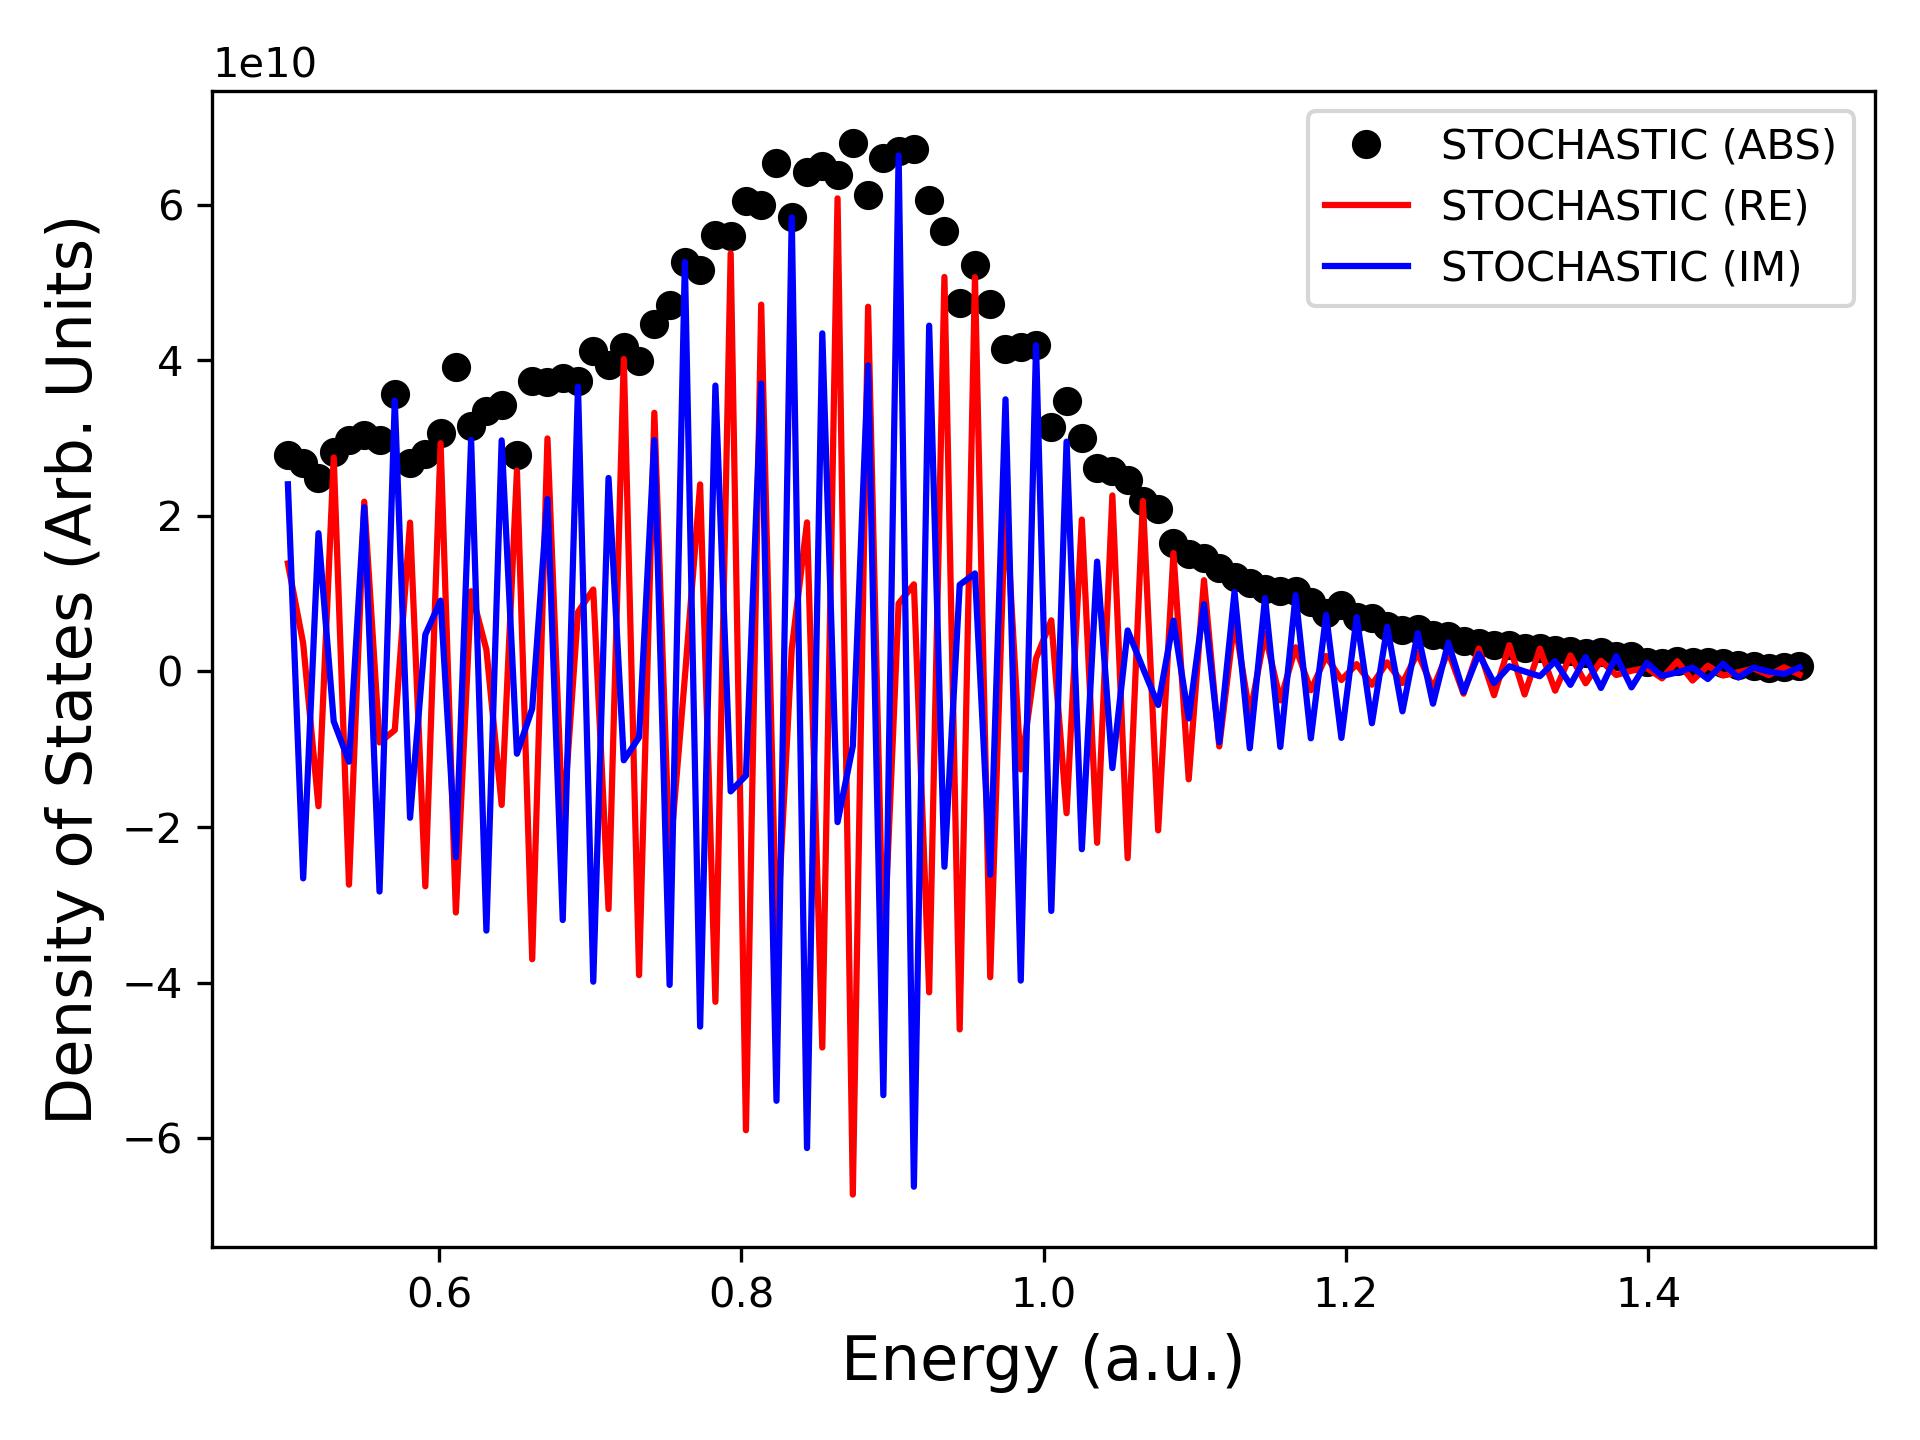 1e10
STOCHASTIC (ABS)
STOCHASTIC (RE)
STOCHASTIC (IM)
Density of States (Arb. Units)
6
4
2
0
−2
−4
−6
0.6 0.8 1.0 1.2 1.4
Energy (a.u.)